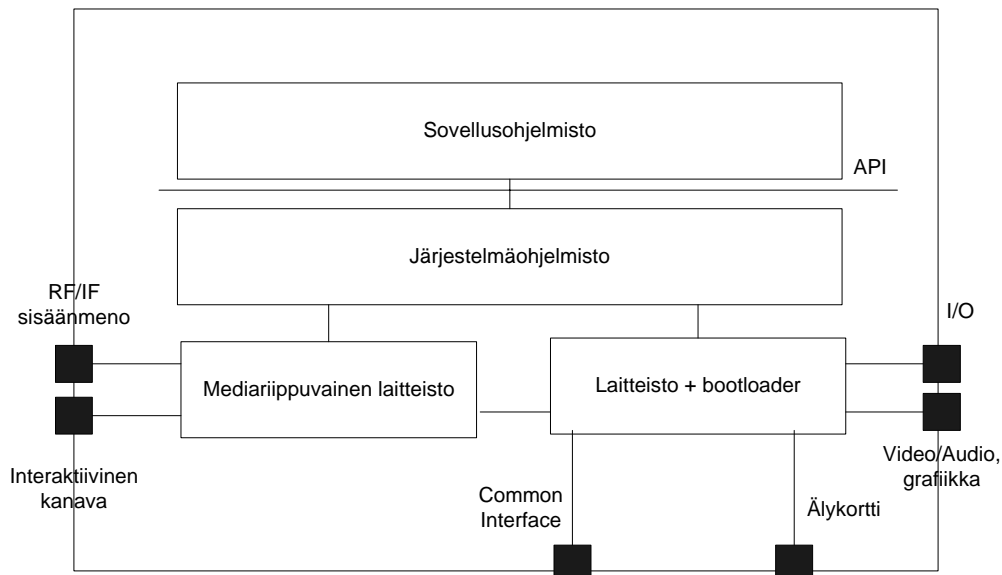 Sovellusohjelmisto
API
Järjestelmäohjelmisto
RF/IF
sisäänmeno
I/O
Mediariippuvainen laitteisto
Laitteisto + bootloader
Interaktiivinen
kanava
Video/Audio,
grafiikka
Common
Interface
Älykortti